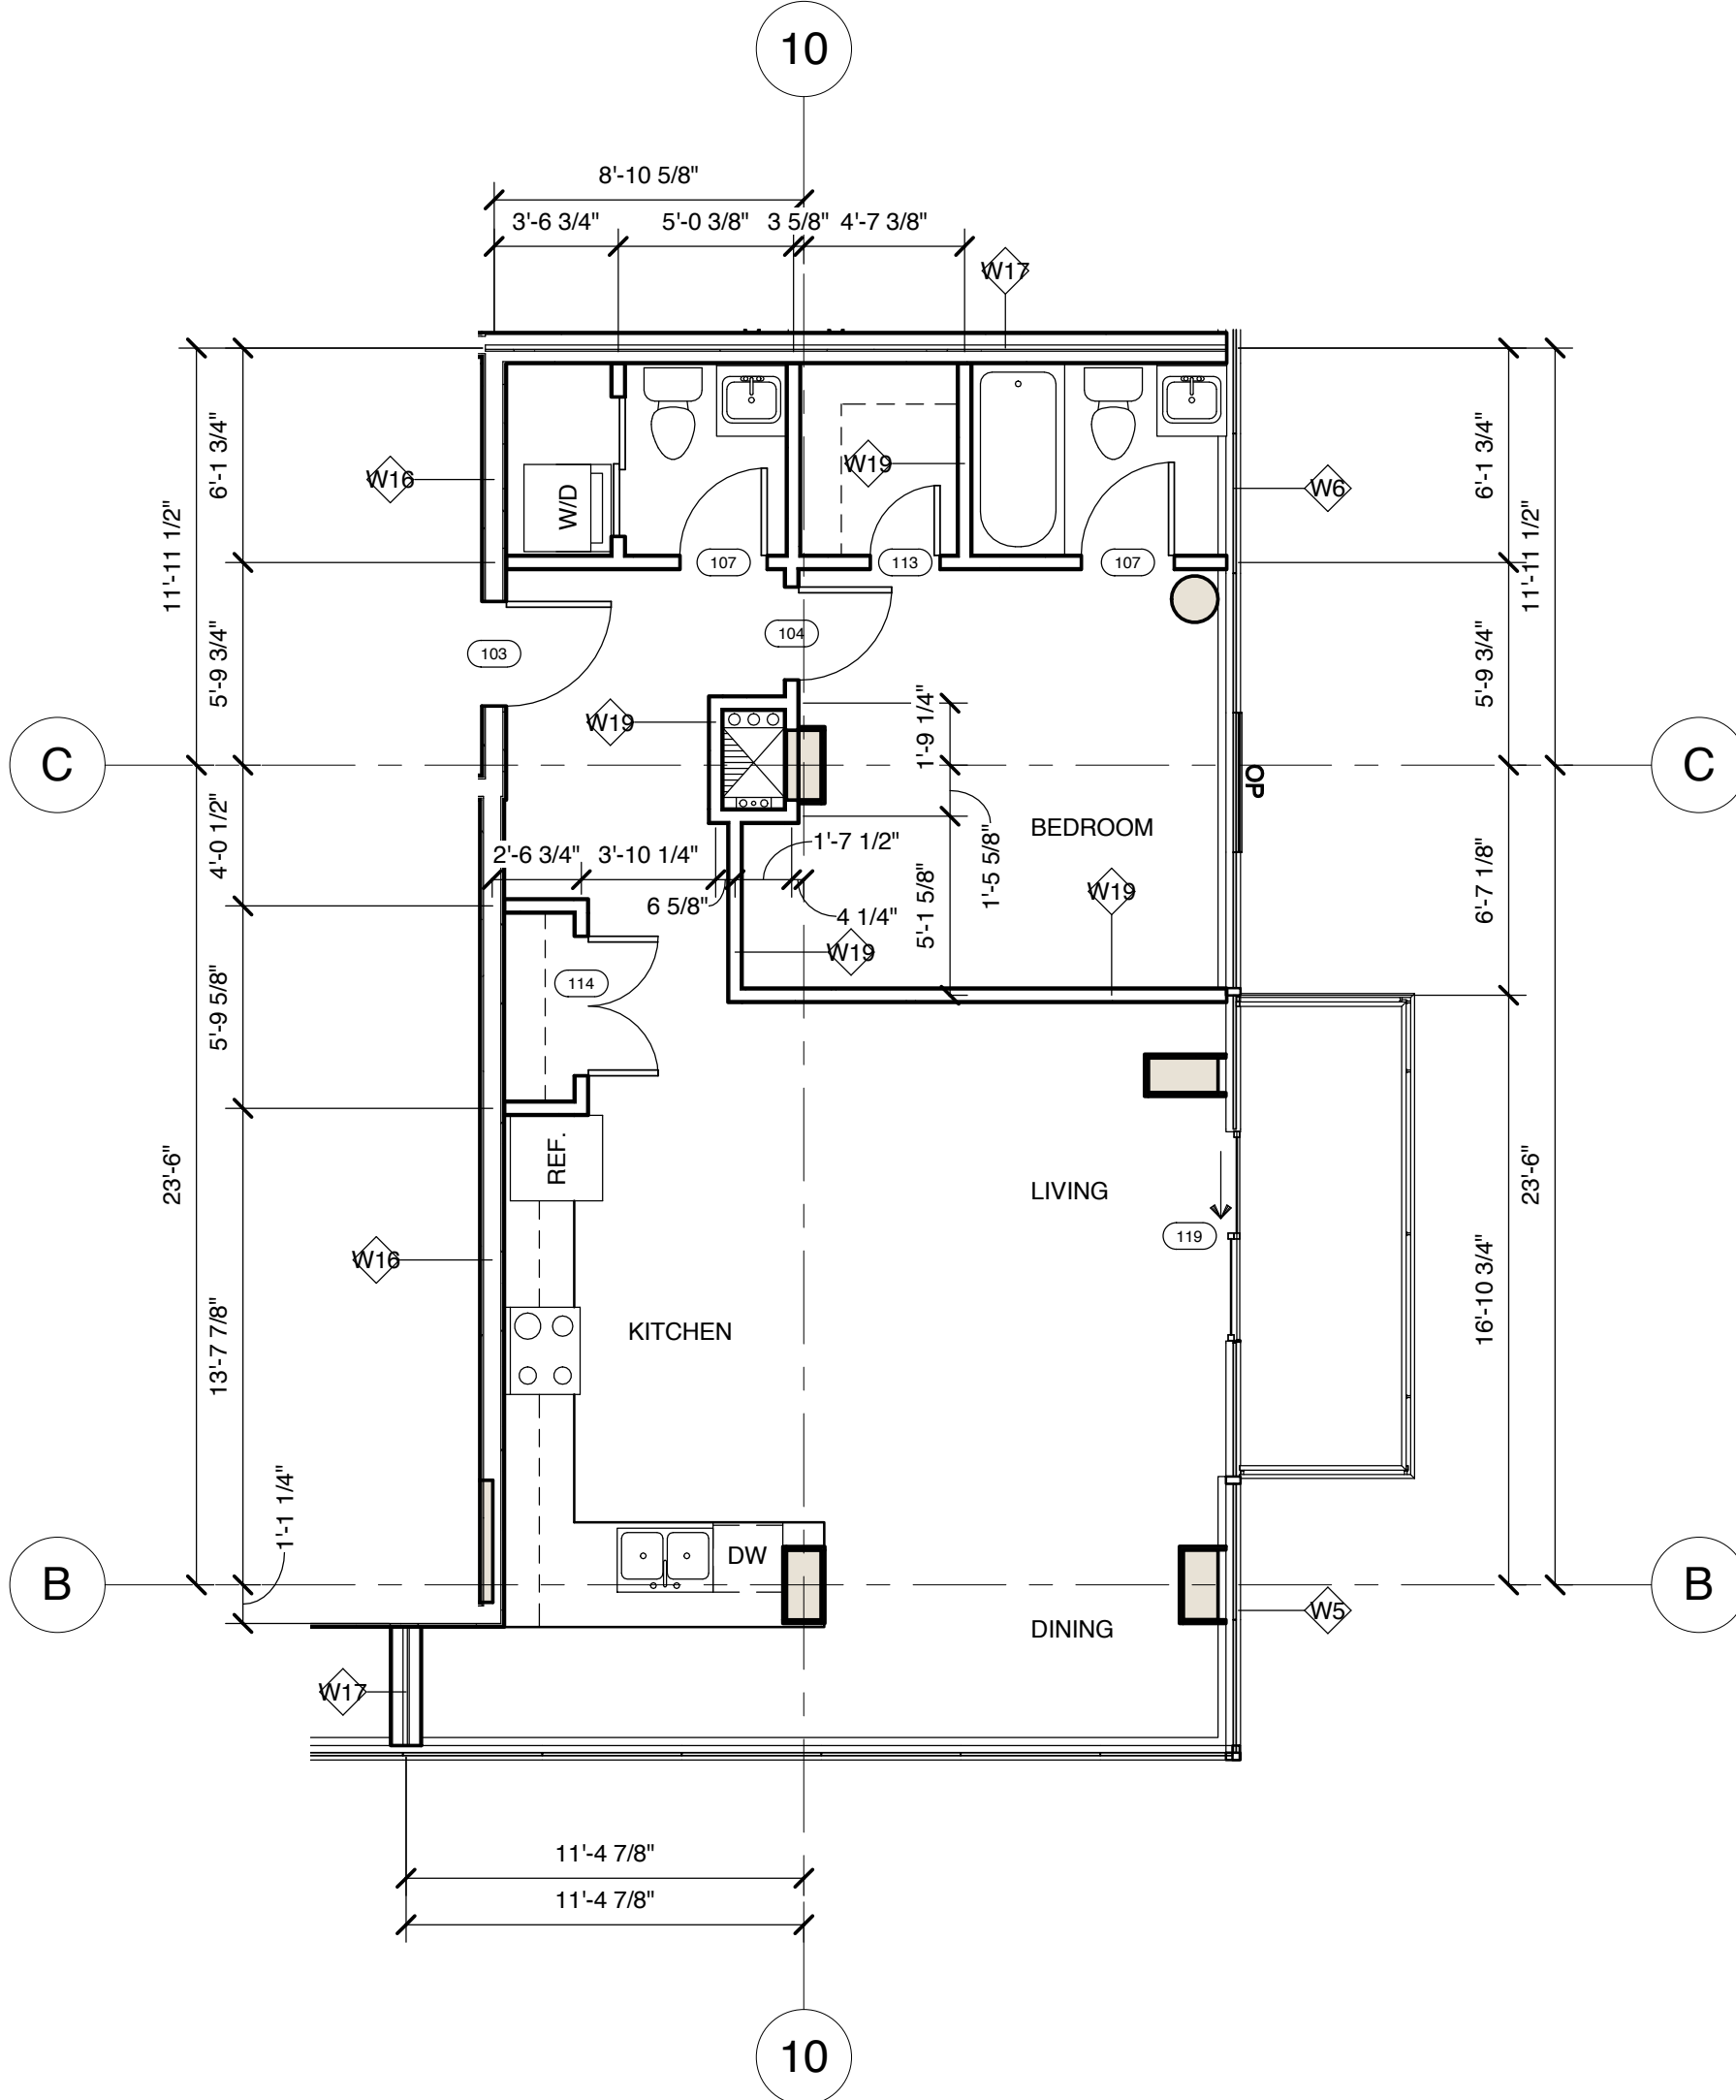 10
8'-10 5/8"
3'-6 3/4"
5'-0 3/8"
3 5/8"
4'-7 3/8"
W17
6'-1 3/4"
11'-11 1/2"
W16
W/D
W19
W6
6'-1 3/4"
11'-11 1/2"
107
113
107
5'-9 3/4"
103
104
5'-9 3/4"
W19
1'-9 1/4"
C
C
OP
4'-0 1/2"
2'-6 3/4"
3'-10 1/4"
1'-7 1/2"
1'-5 5/8"
BEDROOM
6 5/8"
4 1/4"
5'-1 5/8"
W19
6'-7 1/8"
W19
5'-9 5/8"
114
23'-6"
REF.
LIVING
23'-6"
119
W16
13'-7 7/8"
KITCHEN
16'-10 3/4"
1'-1 1/4"
DW
B
B
DINING
W5
W17
11'-4 7/8"
11'-4 7/8"
10